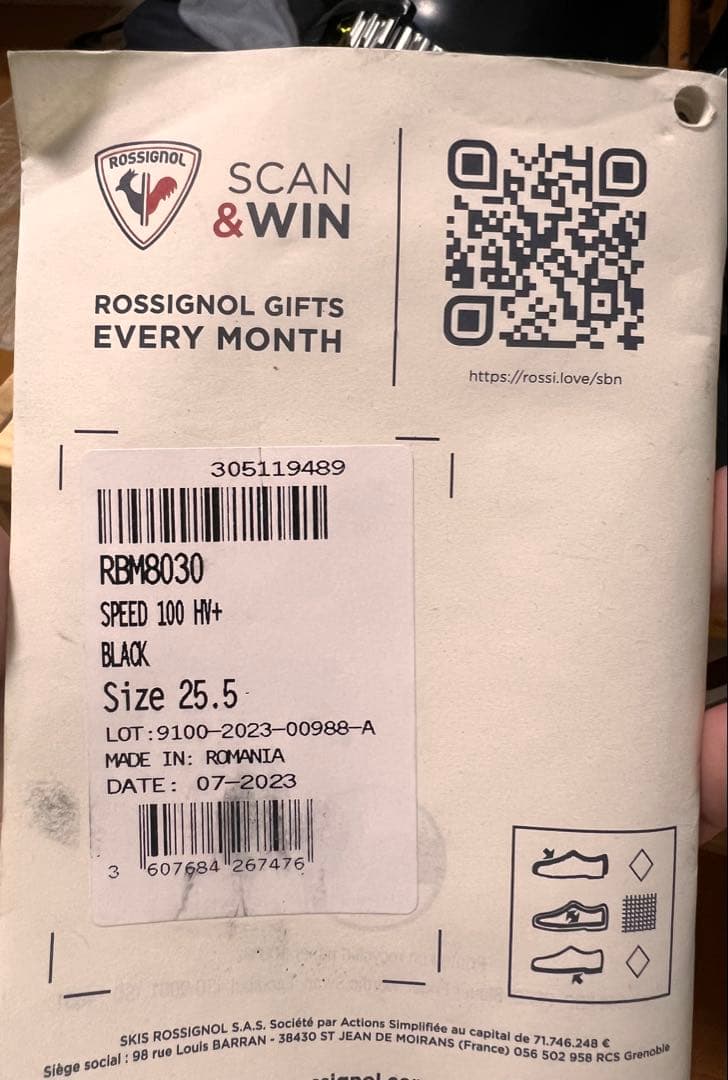 ROSSIGNOL
SCAN
&WIN
ROSSIGNOL GIFTS
EVERY MONTH
https://rossi.love/sbn
305119489
RBM8030
SPEED 100 HV+
BLACK
Size 25.5
LOT:9100-2023-00988-A
MADE IN: ROMANIA
DATE: 07-2023
3 607684 267476
SKIS ROSSIGNOL S.A.S. Société par Actions Simplifiée au capital de 71.746.248 €
Siège social : 98 rue Louis BARRAN - 38430 ST JEAN DE MOIRANS (France) 056 502 958 RCS Grenoble